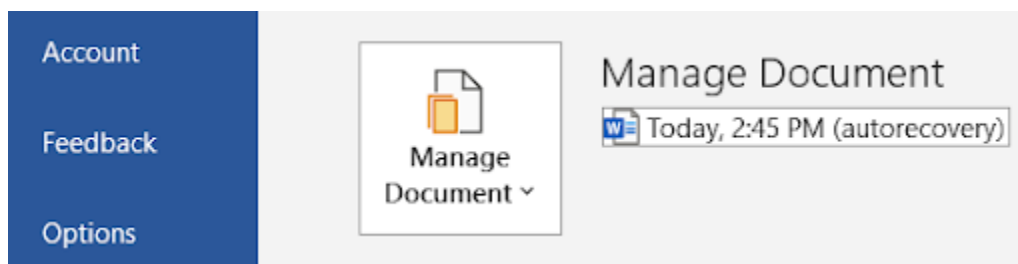 Account
Feedback
Options
Manage
Document
Manage Document
W Today, 2:45 PM (autorecovery)